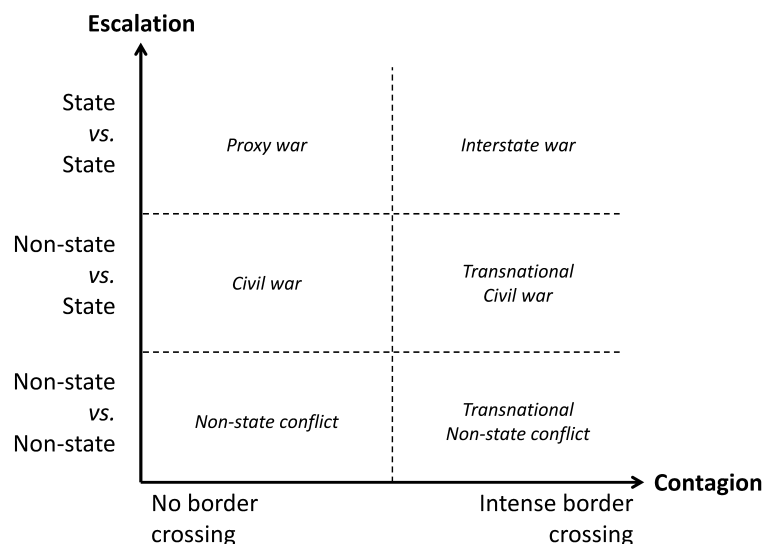 Escalation
State
vs.
State
Proxy war
Interstate war
Non-state
vs.
State
Civil war
Transnational
Civil war
Non-state
vs.
Non-state
Non-state conflict
Transnational
Non-state conflict
Contagion
No border
crossing
Intense border
crossing